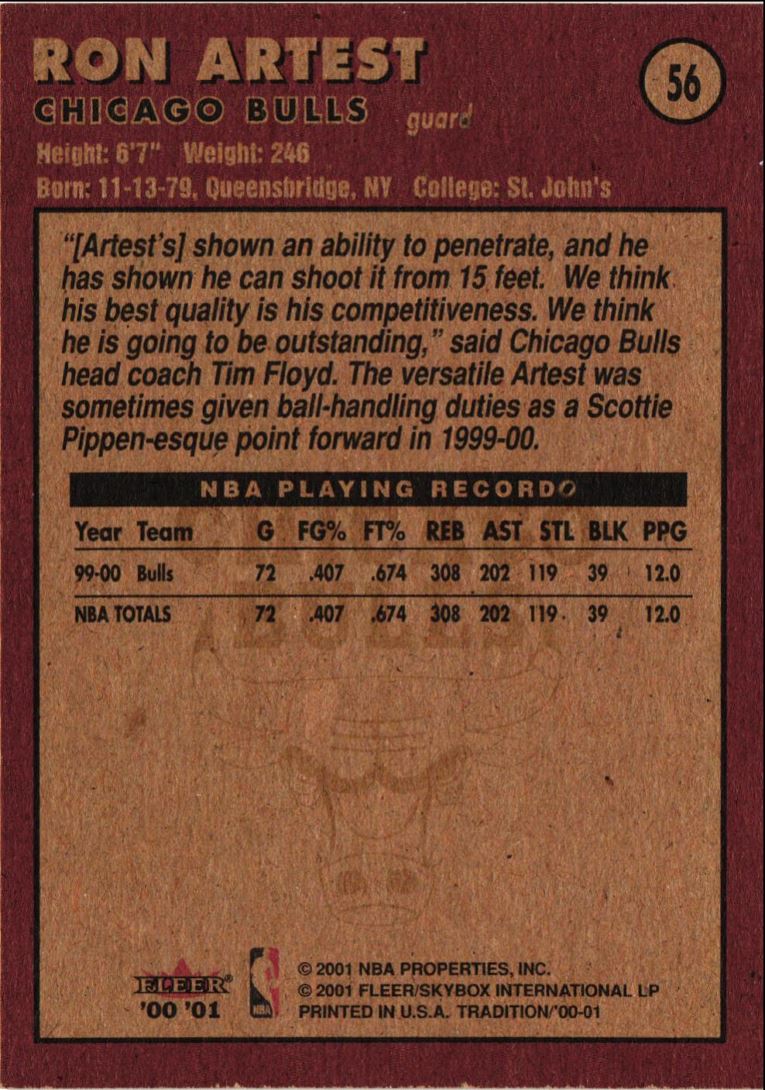 RON ARTEST
56
CHICAGO BULLS guard
Height: 6'7" Weight: 246
Born: 11-13-79, Queensbridge, NY College: St. John's
"[Artest's] shown an ability to penetrate, and he
has shown he can shoot it from 15 feet. We think
his best quality is his competitiveness. We think
he is going to be outstanding," said Chicago Bulls
head coach Tim Floyd. The versatile Artest was
sometimes given ball-handling duties as a Scottie
Pippen-esque point forward in 1999-00.
NBA PLAYING RECORD
Year Team G FG% FT% REB AST STL BLK PPG
99-00 Bulls 72 .407 .674 308 202 119 39 12.0
NBA TOTALS 72 .407 .674 308 202 119 39 12.0
CHICAGO
BULLS
FLEER®
'00 '01
NBA
© 2001 NBA PROPERTIES, INC.
© 2001 FLEER/SKYBOX INTERNATIONAL LP
PRINTED IN U.S.A. TRADITION/'00-01